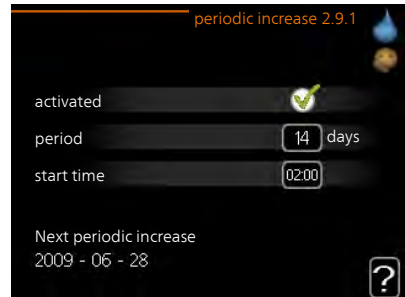 periodic increase 2.9.1
activated
period 14 days
start time 02:00
Next periodic increase
2009 - 06 - 28
?